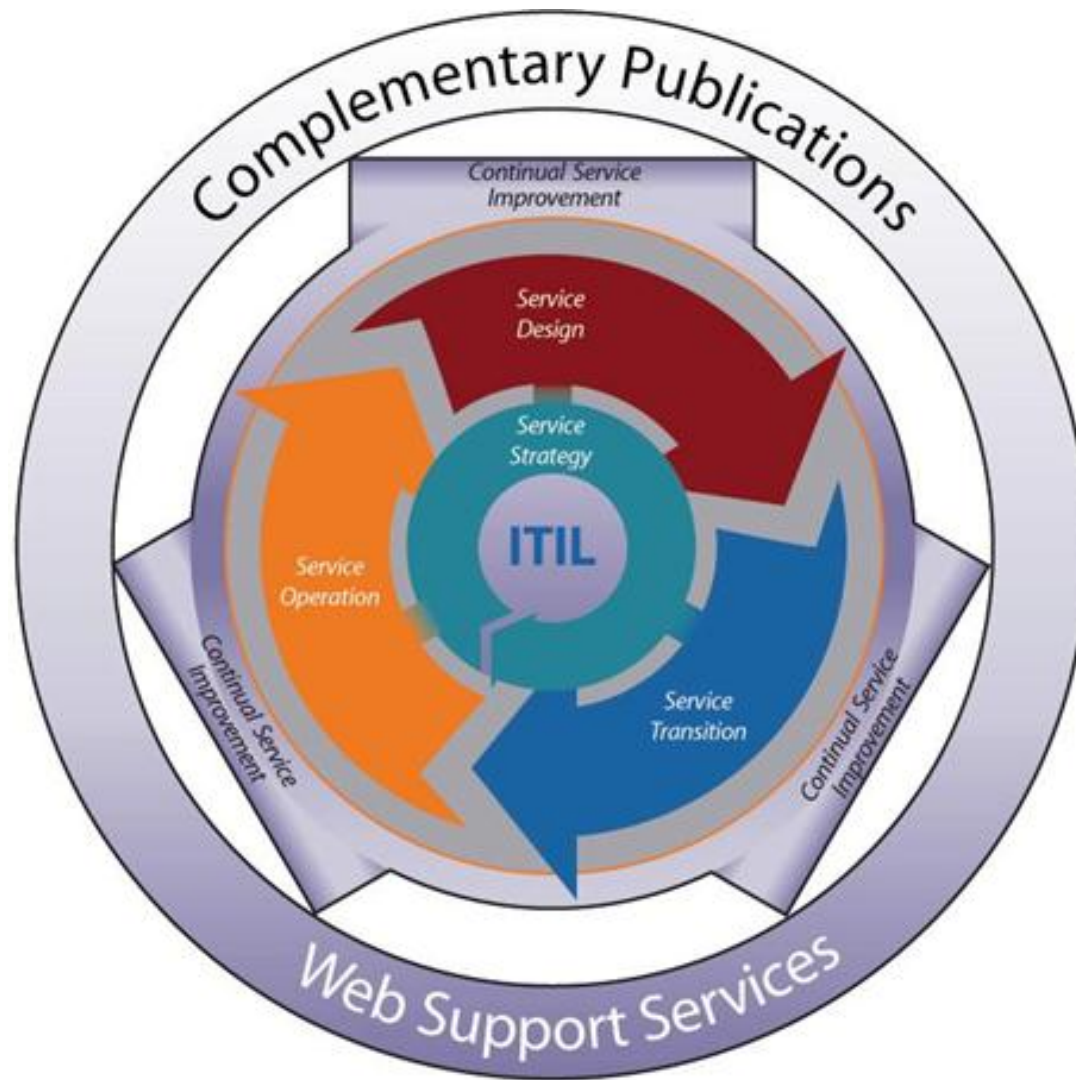 Complementary Publications
Continual Service
Improvement
Service
Design
Service
Strategy
ITIL
Service
Operation
Service
Transition
Continual Service
Improvement
Continual Service
Improvement
Web Support Services